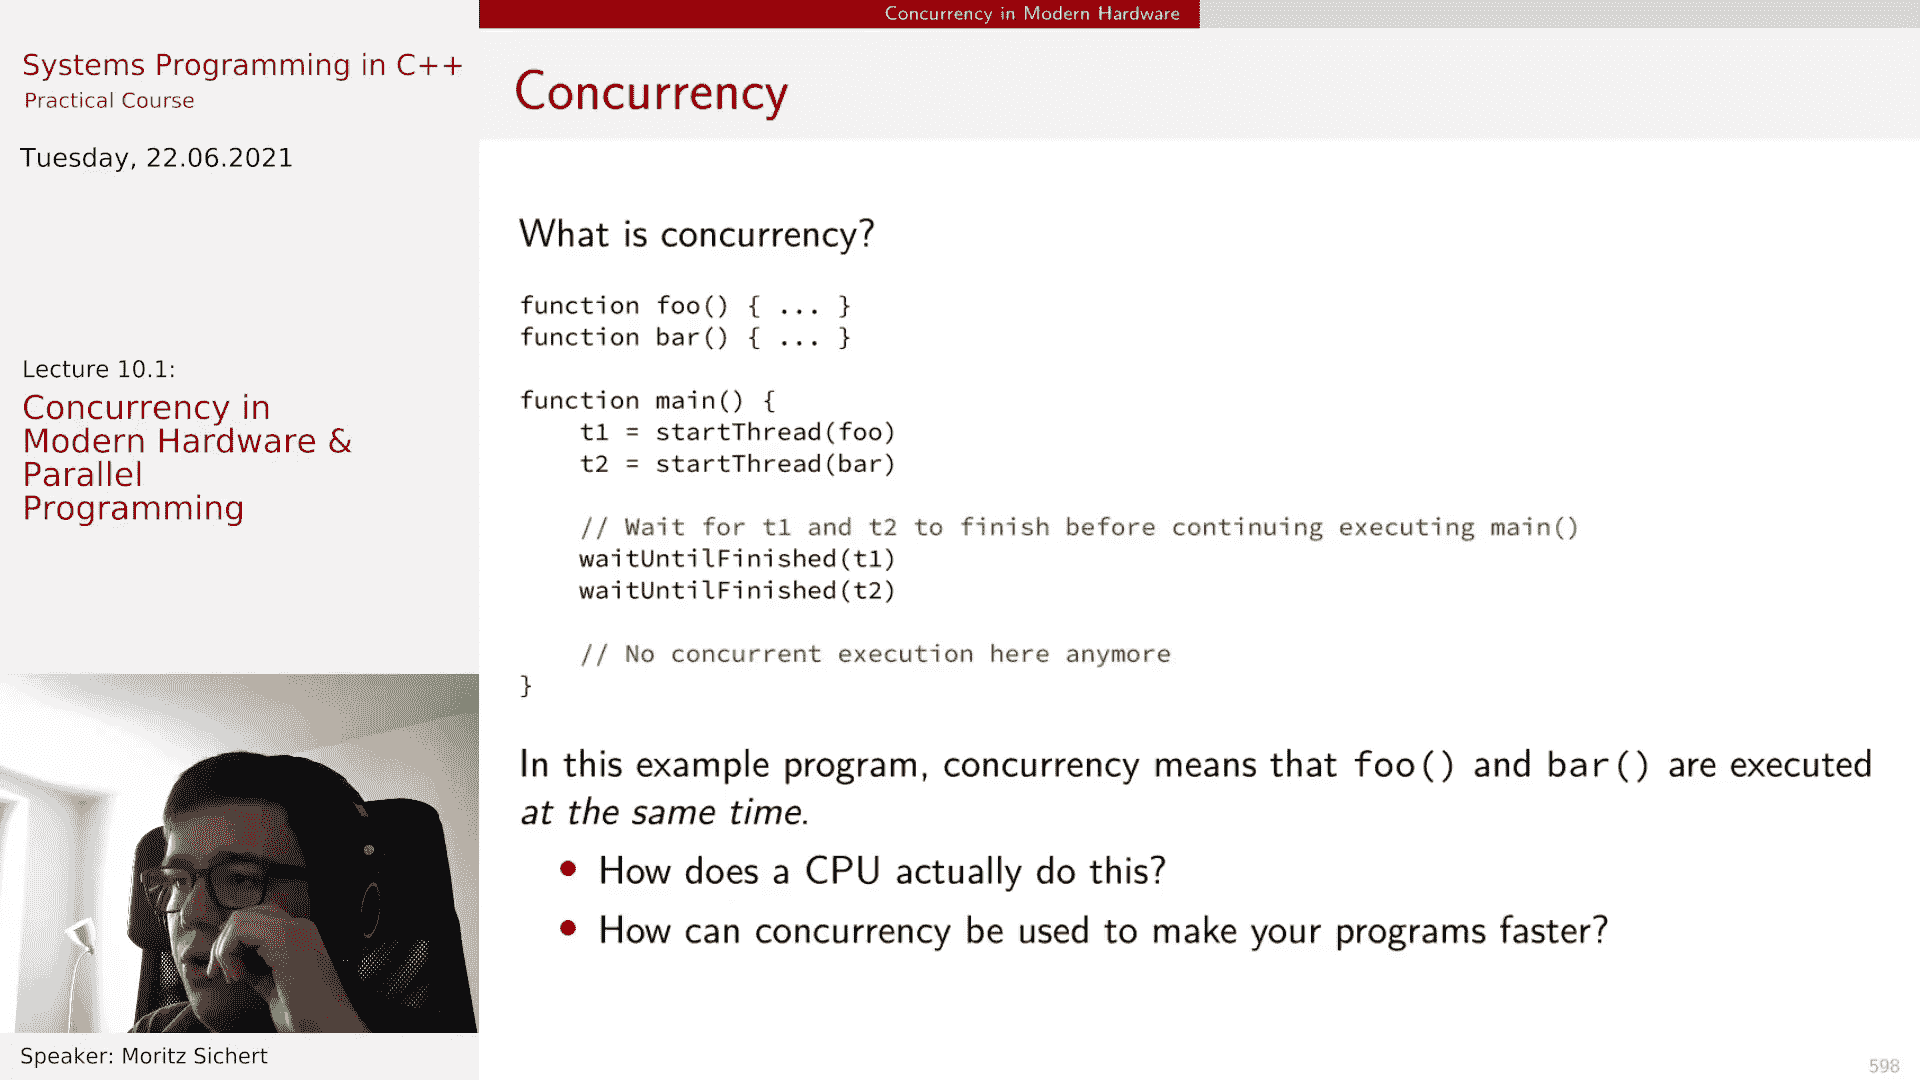 Concurrency in Modern Hardware
Systems Programming in C++
Practical Course
Tuesday, 22.06.2021
Lecture 10.1:
Concurrency in
Modern Hardware &
Parallel
Programming
Speaker: Moritz Sichert
Concurrency
What is concurrency?
function foo() { ... }
function bar() { ... }
function main() {
    t1 = startThread(foo)
    t2 = startThread(bar)
    // Wait for t1 and t2 to finish before continuing executing main()
    waitUntilFinished(t1)
    waitUntilFinished(t2)
    // No concurrent execution here anymore
}
In this example program, concurrency means that foo() and bar() are executed
at the same time.
• How does a CPU actually do this?
• How can concurrency be used to make your programs faster?
598